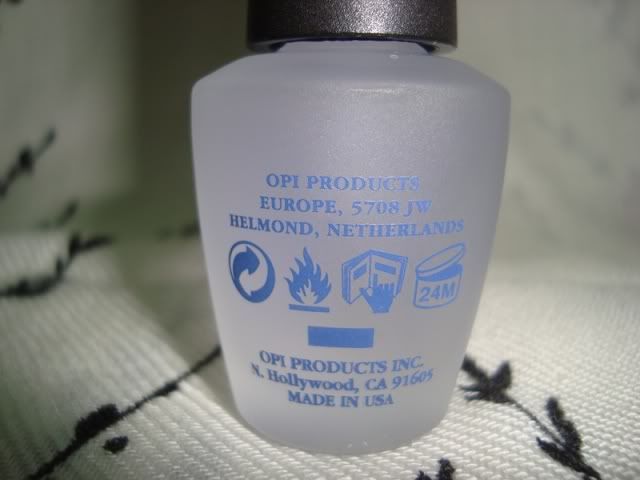 OPI PRODUCTS
EUROPE, 5708 JW
HELMOND, NETHERLANDS
24M
OPI PRODUCTS INC.
N. Hollywood, CA 91605
MADE IN USA